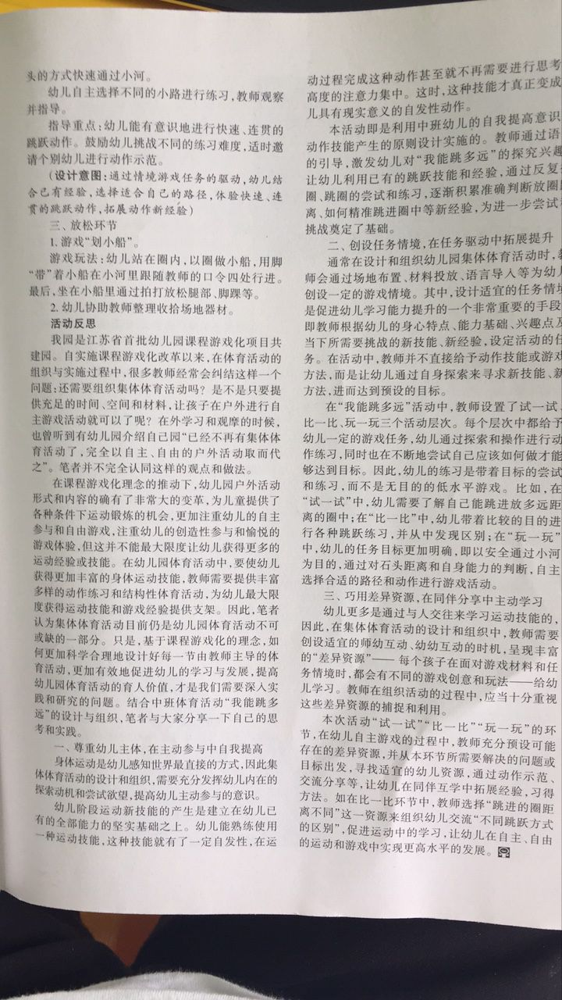 头的方式快速通过小河。
幼儿自主选择不同的小路进行练习,教师观察
并指导。
指导重点:幼儿能有意识地进行快速、连贯的
跳跃动作。鼓励幼儿挑战不同的练习难度,适时邀
请个别幼儿进行动作示范。
(设计意图:通过情境游戏任务的驱动,幼儿结
合已有经验,选择适合自己的路径,体验快速、连
贯的跳跃动作,拓展动作新经验)
三、放松环节
1. 游戏“划小船”。
游戏玩法:幼儿站在圈内,以圈做小船,用脚
“带”着小船在小河里跟随教师的口令四处行进。
最后,坐在小船里通过拍打放松腿部、脚踝等。
2. 幼儿协助教师整理收拾场地器材。
活动反思
我园是江苏省首批幼儿园课程游戏化项目共
建园。自实施课程游戏化改革以来,在体育活动的
组织与实施过程中,很多教师经常会纠结这样一个
问题:还需要组织集体体育活动吗?是不是只要提
供充足的时间、空间和材料,让孩子在户外进行自
主游戏活动就可以了呢?在外学习和观摩的时候,
也曾听到有幼儿园介绍自己园“已经不再有集体体
育活动了,完全以自主、自由的户外活动取而代
之”。笔者并不完全认同这样的观点和做法。
在课程游戏化理念的推动下,幼儿园户外活动
形式和内容的确有了非常大的变革,为儿童提供了
各种条件下运动锻炼的机会,更加注重幼儿的自主
参与和自由游戏,注重幼儿的创造性参与和愉悦的
游戏体验,但这并不能最大限度让幼儿获得更多的
运动经验或技能。在幼儿园体育活动中,要使幼儿
获得更加丰富的身体运动技能,教师需要提供丰富
多样的动作练习和结构性体育活动,为幼儿最大限
度获得运动技能和游戏经验提供支架。因此,笔者
认为集体体育活动目前仍是幼儿园体育活动不可
或缺的一部分。只是,基于课程游戏化的理念,如
何更加科学合理地设计好每一节由教师主导的体
育活动,更加有效地促进幼儿的学习与发展,提高
幼儿园体育活动的育人价值,才是我们需要深入实
践和研究的问题。结合中班体育活动“我能跳多
远”的设计与组织,笔者与大家分享一下自己的思
考和实践。
一、尊重幼儿主体,在主动参与中自我提高
身体运动是幼儿感知世界最直接的方式,因此集
体体育活动的设计和组织,需要充分发挥幼儿内在的
探索动机和尝试欲望,提高幼儿主动参与的意识。
幼儿阶段运动新技能的产生是建立在幼儿已
有的全部能力的坚实基础之上。幼儿能熟练使用
一种运动技能,这种技能就有了一定自发性,在运
动过程完成这种动作甚至就不再需要进行思考
高度的注意力集中。这时,这种技能才真正变成
儿具有现实意义的自发性动作。
本活动即是利用中班幼儿的自我提高意识
动作技能产生的原则设计实施的。教师通过语
的引导,激发幼儿对“我能跳多远”的探究兴趣
让幼儿利用已有的跳跃技能和经验,通过反复
圈、跳圈的尝试和练习,逐渐积累准确判断放圈
离、如何精准跳进圈中等新经验,为进一步尝试
挑战奠定了基础。
二、创设任务情境,在任务驱动中拓展提升
通常在设计和组织幼儿园集体体育活动时,教
师会通过场地布置、材料投放、语言导入等为幼儿
创设一定的游戏情境。其中,设计适宜的任务情境
是促进幼儿学习能力提升的一个非常重要的手段
即教师根据幼儿的身心特点、能力基础、兴趣点及
当下所需要挑战的新技能、新经验,设定活动的任
务。在活动中,教师并不直接给予动作技能或游戏
方法,而是让幼儿通过自身探索来寻求新技能、新
方法,进而达到预设的目标。
在“我能跳多远”活动中,教师设置了试一试、
比一比、玩一玩三个活动层次。每个层次中都给予
幼儿一定的游戏任务,幼儿通过探索和操作进行动
作练习,同时也在不断地尝试自己应该如何做才能
够达到目标。因此,幼儿的练习是带着目标的尝试
和练习,而不是无目的的低水平游戏。比如,在
“试一试”中,幼儿需要了解自己能跳进放多远距
离的圈中;在“比一比”中,幼儿带着比较的目的进
行各种跳跃练习,并从中发现区别;在“玩一玩”
中,幼儿的任务目标更加明确,即以安全通过小河
为目的,通过对石头距离和自身能力的判断,自主
选择合适的路径和动作进行游戏活动。
三、巧用差异资源,在同伴分享中主动学习
幼儿更多是通过与人交往来学习运动技能的,
因此,在集体体育活动的设计和组织中,教师需要
创设适宜的师幼互动、幼幼互动的时机,呈现丰富
的“差异资源”——每个孩子在面对游戏材料和任
务情境时,都会有不同的游戏创意和玩法——给幼
儿学习。教师在组织活动的过程中,应当十分重视
这些差异资源的捕捉和利用。
本次活动“试一试”“比一比”“玩一玩”的环
节,在幼儿自主游戏的过程中,教师充分预设可能
存在的差异资源,并从本环节所需要解决的问题或
目标出发,寻找适宜的幼儿资源,通过动作示范、
交流分享等,让幼儿在同伴互学中拓展经验,习得
方法。如在比一比环节中,教师选择“跳进的圈距
离不同”这一资源来组织幼儿交流“不同跳跃方式
的区别”,促进运动中的学习,让幼儿在自主、自由
的运动和游戏中实现更高水平的发展。